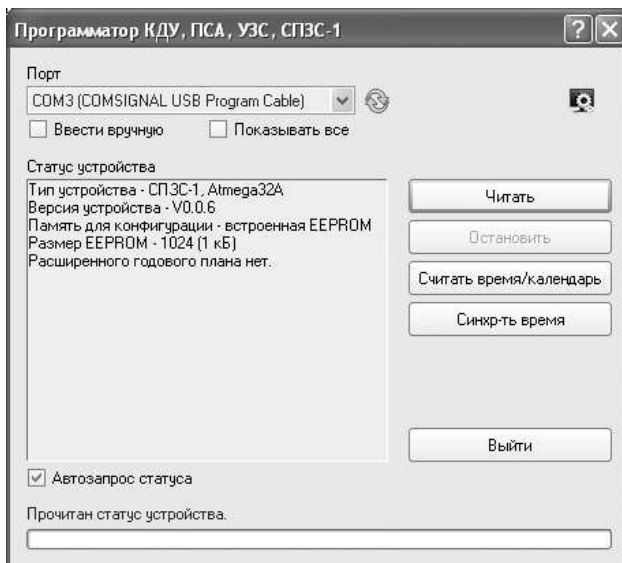 Программатор КДУ, ПСА, УЗС, СПЗС-1
Порт
COM3 (COMSIGNAL USB Program Cable)
Ввести вручную
Показывать все
Статус устройства
Тип устройства - СПЗС-1, Atmega32A
Версия устройства - V0.0.6
Память для конфигурации - встроенная EEPROM
Размер EEPROM - 1024 (1 кБ)
Расширенного годового плана нет.
Читать
Остановить
Считать время/календарь
Синхр-ть время
Выйти
Автозапрос статуса
Прочитан статус устройства.